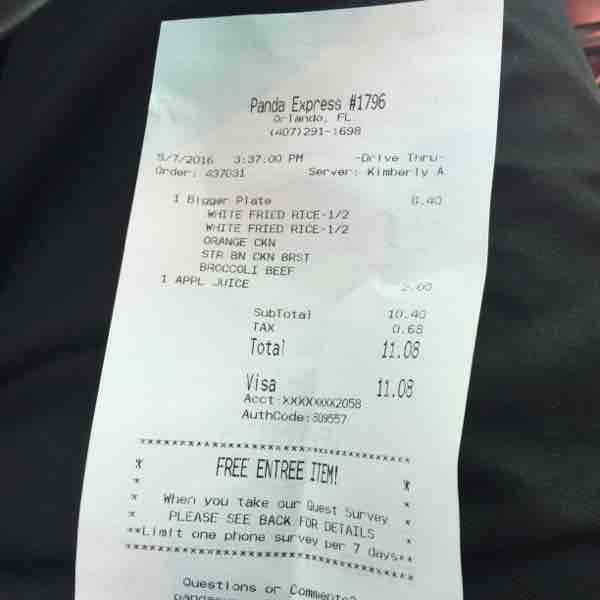 Panda Express #1796
Orlando, FL
(407)291-1698
5/7/2016 3:37:00 PM -Drive Thru-
Order: 437031 Server: Kimberly A
1 Bigger Plate 8.40
WHITE FRIED RICE-1/2
WHITE FRIED RICE-1/2
ORANGE CKN
STR BN CKN BRST
BROCCOLI BEEF
1 APPL JUICE 2.00
SubTotal 10.40
TAX 0.68
Total 11.08
Visa 11.08
Acct:XXXXXXXX2058
AuthCode:809557
FREE ENTREE ITEM!
When you take our Guest Survey
PLEASE SEE BACK FOR DETAILS
**Limit one phone survey per 7 days**
Questions or Comments?